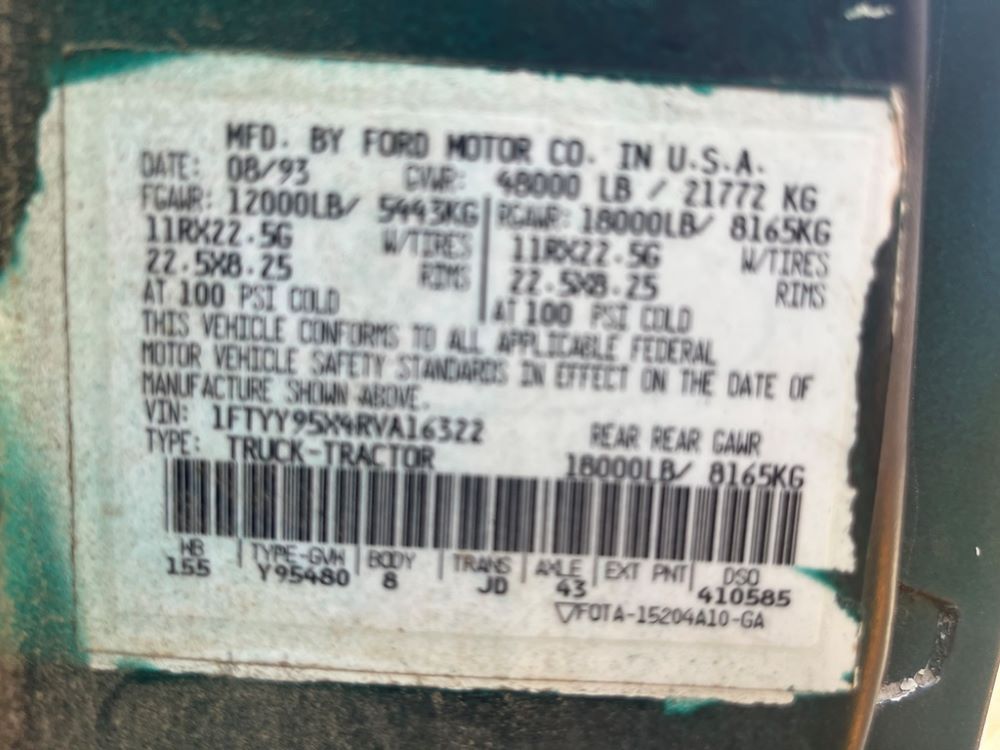 MFD. BY FORD MOTOR CO. IN U.S.A.
DATE: 08/93 GVWR: 48000 LB / 21772 KG
FGAWR: 12000LB/ 5443KG RGAWR: 18000LB/ 8165KG
11RX22.5G W/TIRES 11RX22.5G W/TIRES
22.5X8.25 RIMS 22.5X8.25 RIMS
AT 100 PSI COLD AT 100 PSI COLD
THIS VEHICLE CONFORMS TO ALL APPLICABLE FEDERAL
MOTOR VEHICLE SAFETY STANDARDS IN EFFECT ON THE DATE OF
MANUFACTURE SHOWN ABOVE.
VIN: 1FTYY95X4RVA16322 REAR REAR GAWR
TYPE: TRUCK-TRACTOR 18000LB/ 8165KG
WB TYPE-GVW BODY TRANS AXLE EXT PNT DSO
155 Y95480 8 JD 43 410585
▽FOTA-15204A10-GA